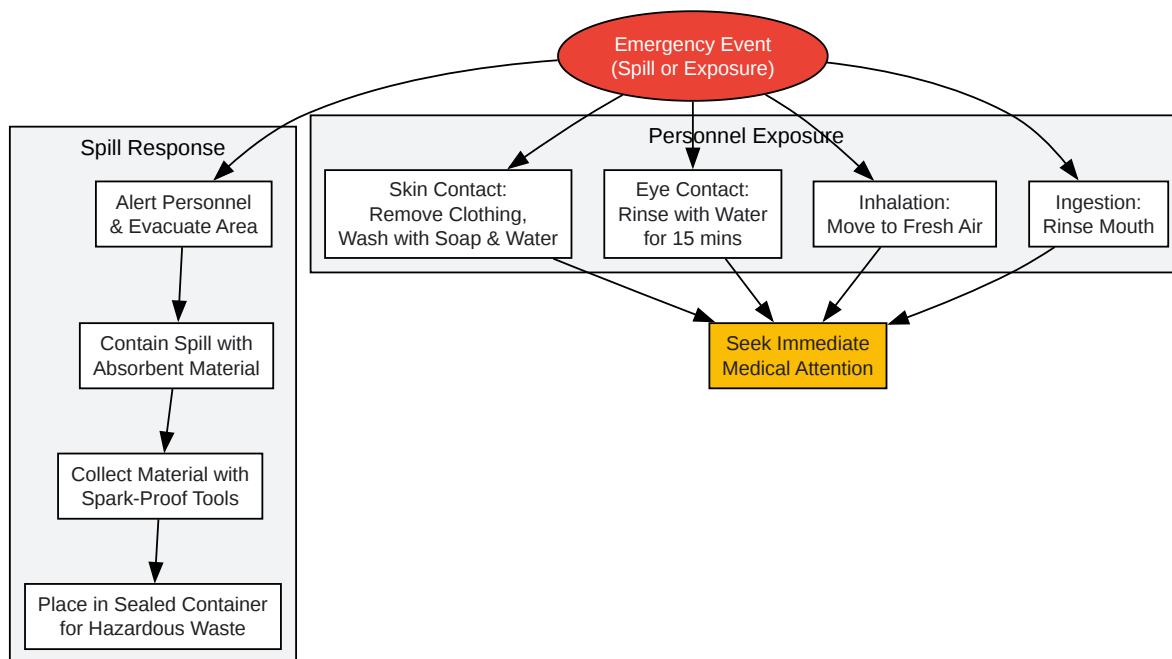 Emergency Event
(Spill or Exposure)
Spill Response
Alert Personnel
& Evacuate Area
Contain Spill with
Absorbent Material
Collect Material with
Spark-Proof Tools
Place in Sealed Container
for Hazardous Waste
Personnel Exposure
Skin Contact:
Remove Clothing,
Wash with Soap & Water
Eye Contact:
Rinse with Water
for 15 mins
Inhalation:
Move to Fresh Air
Ingestion:
Rinse Mouth
Seek Immediate
Medical Attention